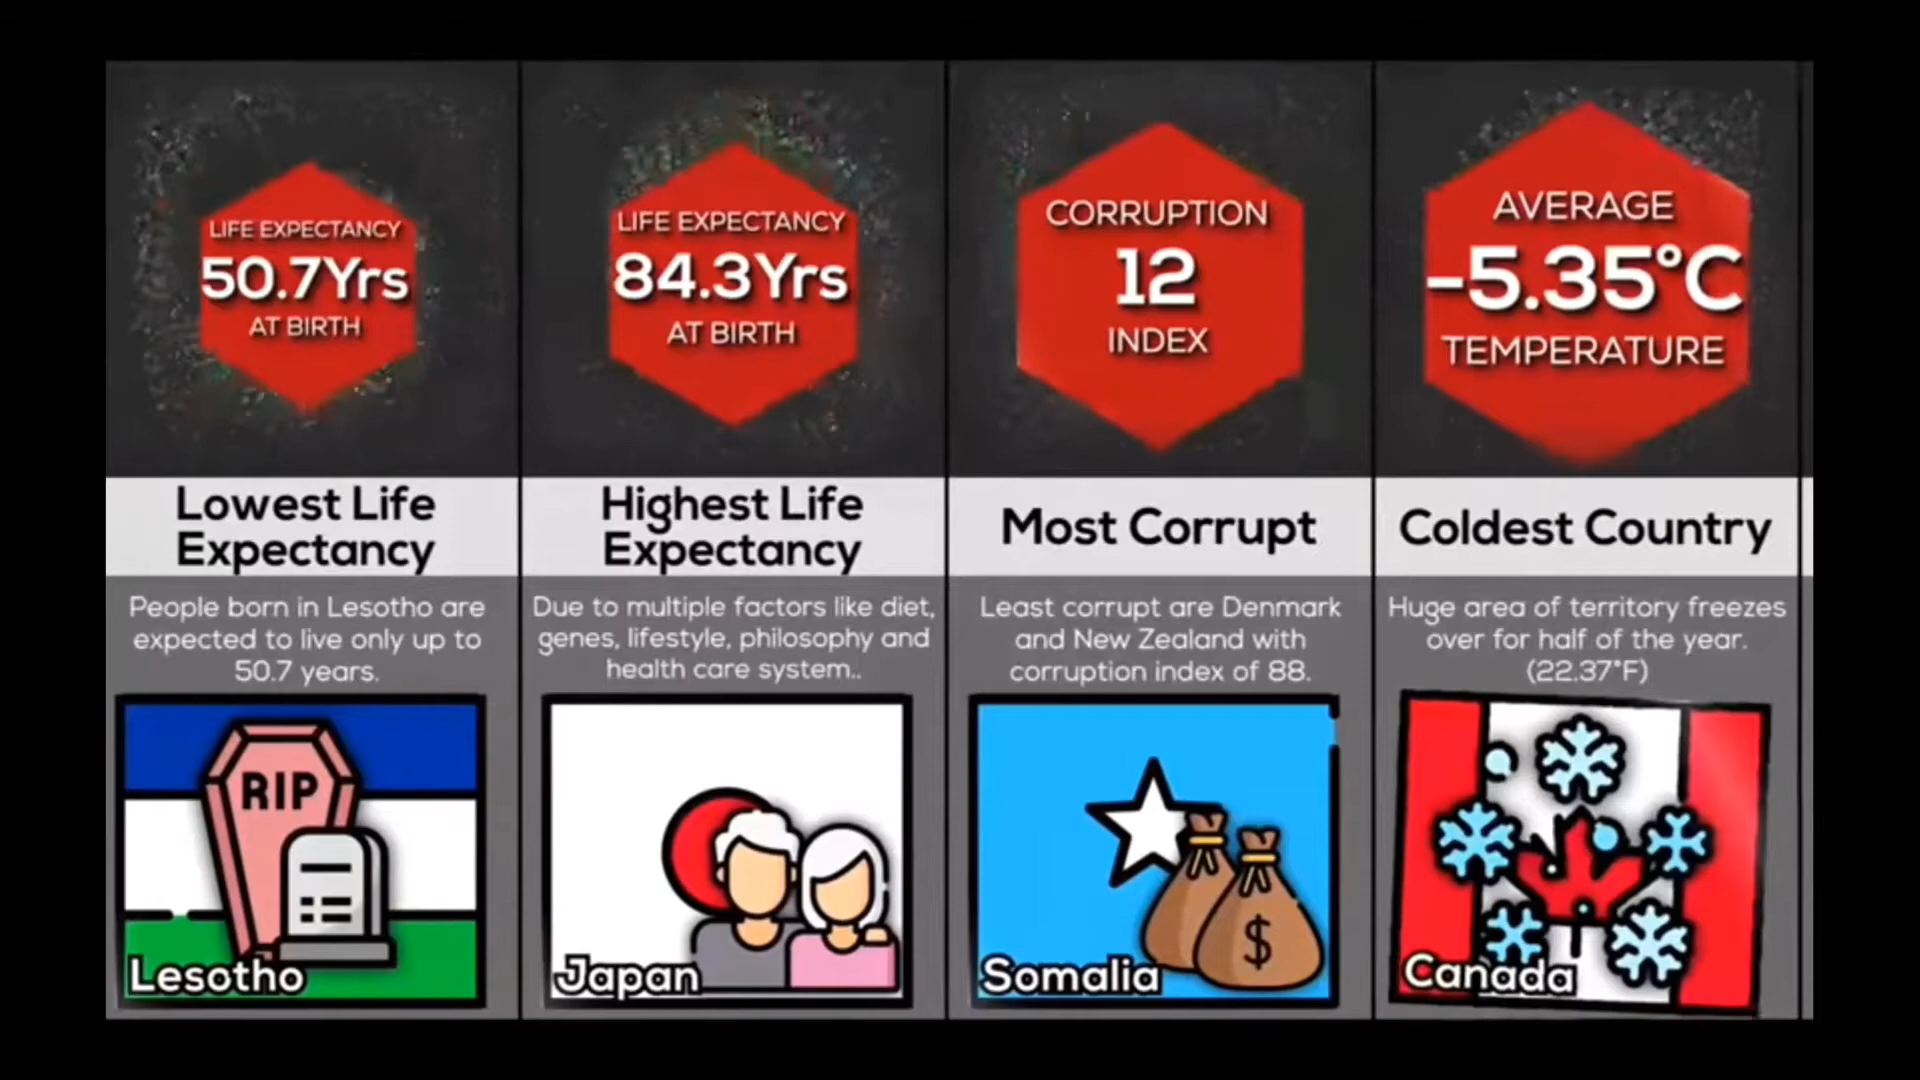 LIFE EXPECTANCY
50.7Yrs
AT BIRTH
Lowest Life
Expectancy
People born in Lesotho are
expected to live only up to
50.7 years.
RIP
Lesotho
LIFE EXPECTANCY
84.3Yrs
AT BIRTH
Highest Life
Expectancy
Due to multiple factors like diet,
genes, lifestyle, philosophy and
health care system..
Japan
CORRUPTION
12
INDEX
Most Corrupt
Least corrupt are Denmark
and New Zealand with
corruption index of 88.
$
Somalia
AVERAGE
-5.35°C
TEMPERATURE
Coldest Country
Huge area of territory freezes
over for half of the year.
(22.37°F)
Canada